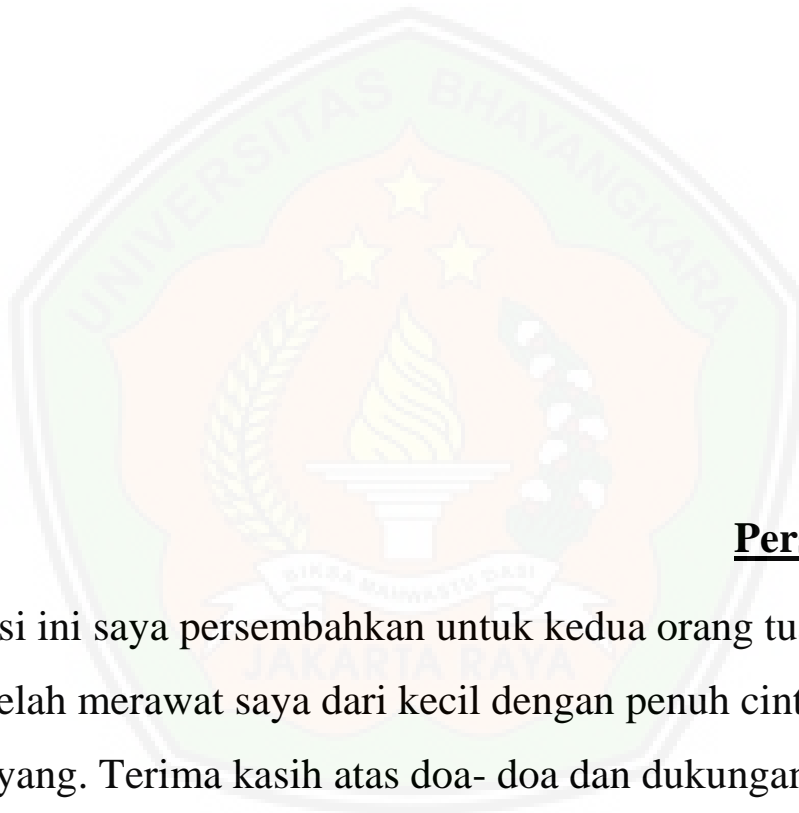 UNIVERSITAS BHAYANGKARA
Pers
si ini saya persembahkan untuk kedua orang tu
elah merawat saya dari kecil dengan penuh cint
yang. Terima kasih atas doa- doa dan dukungan
JAKARTA RAYA